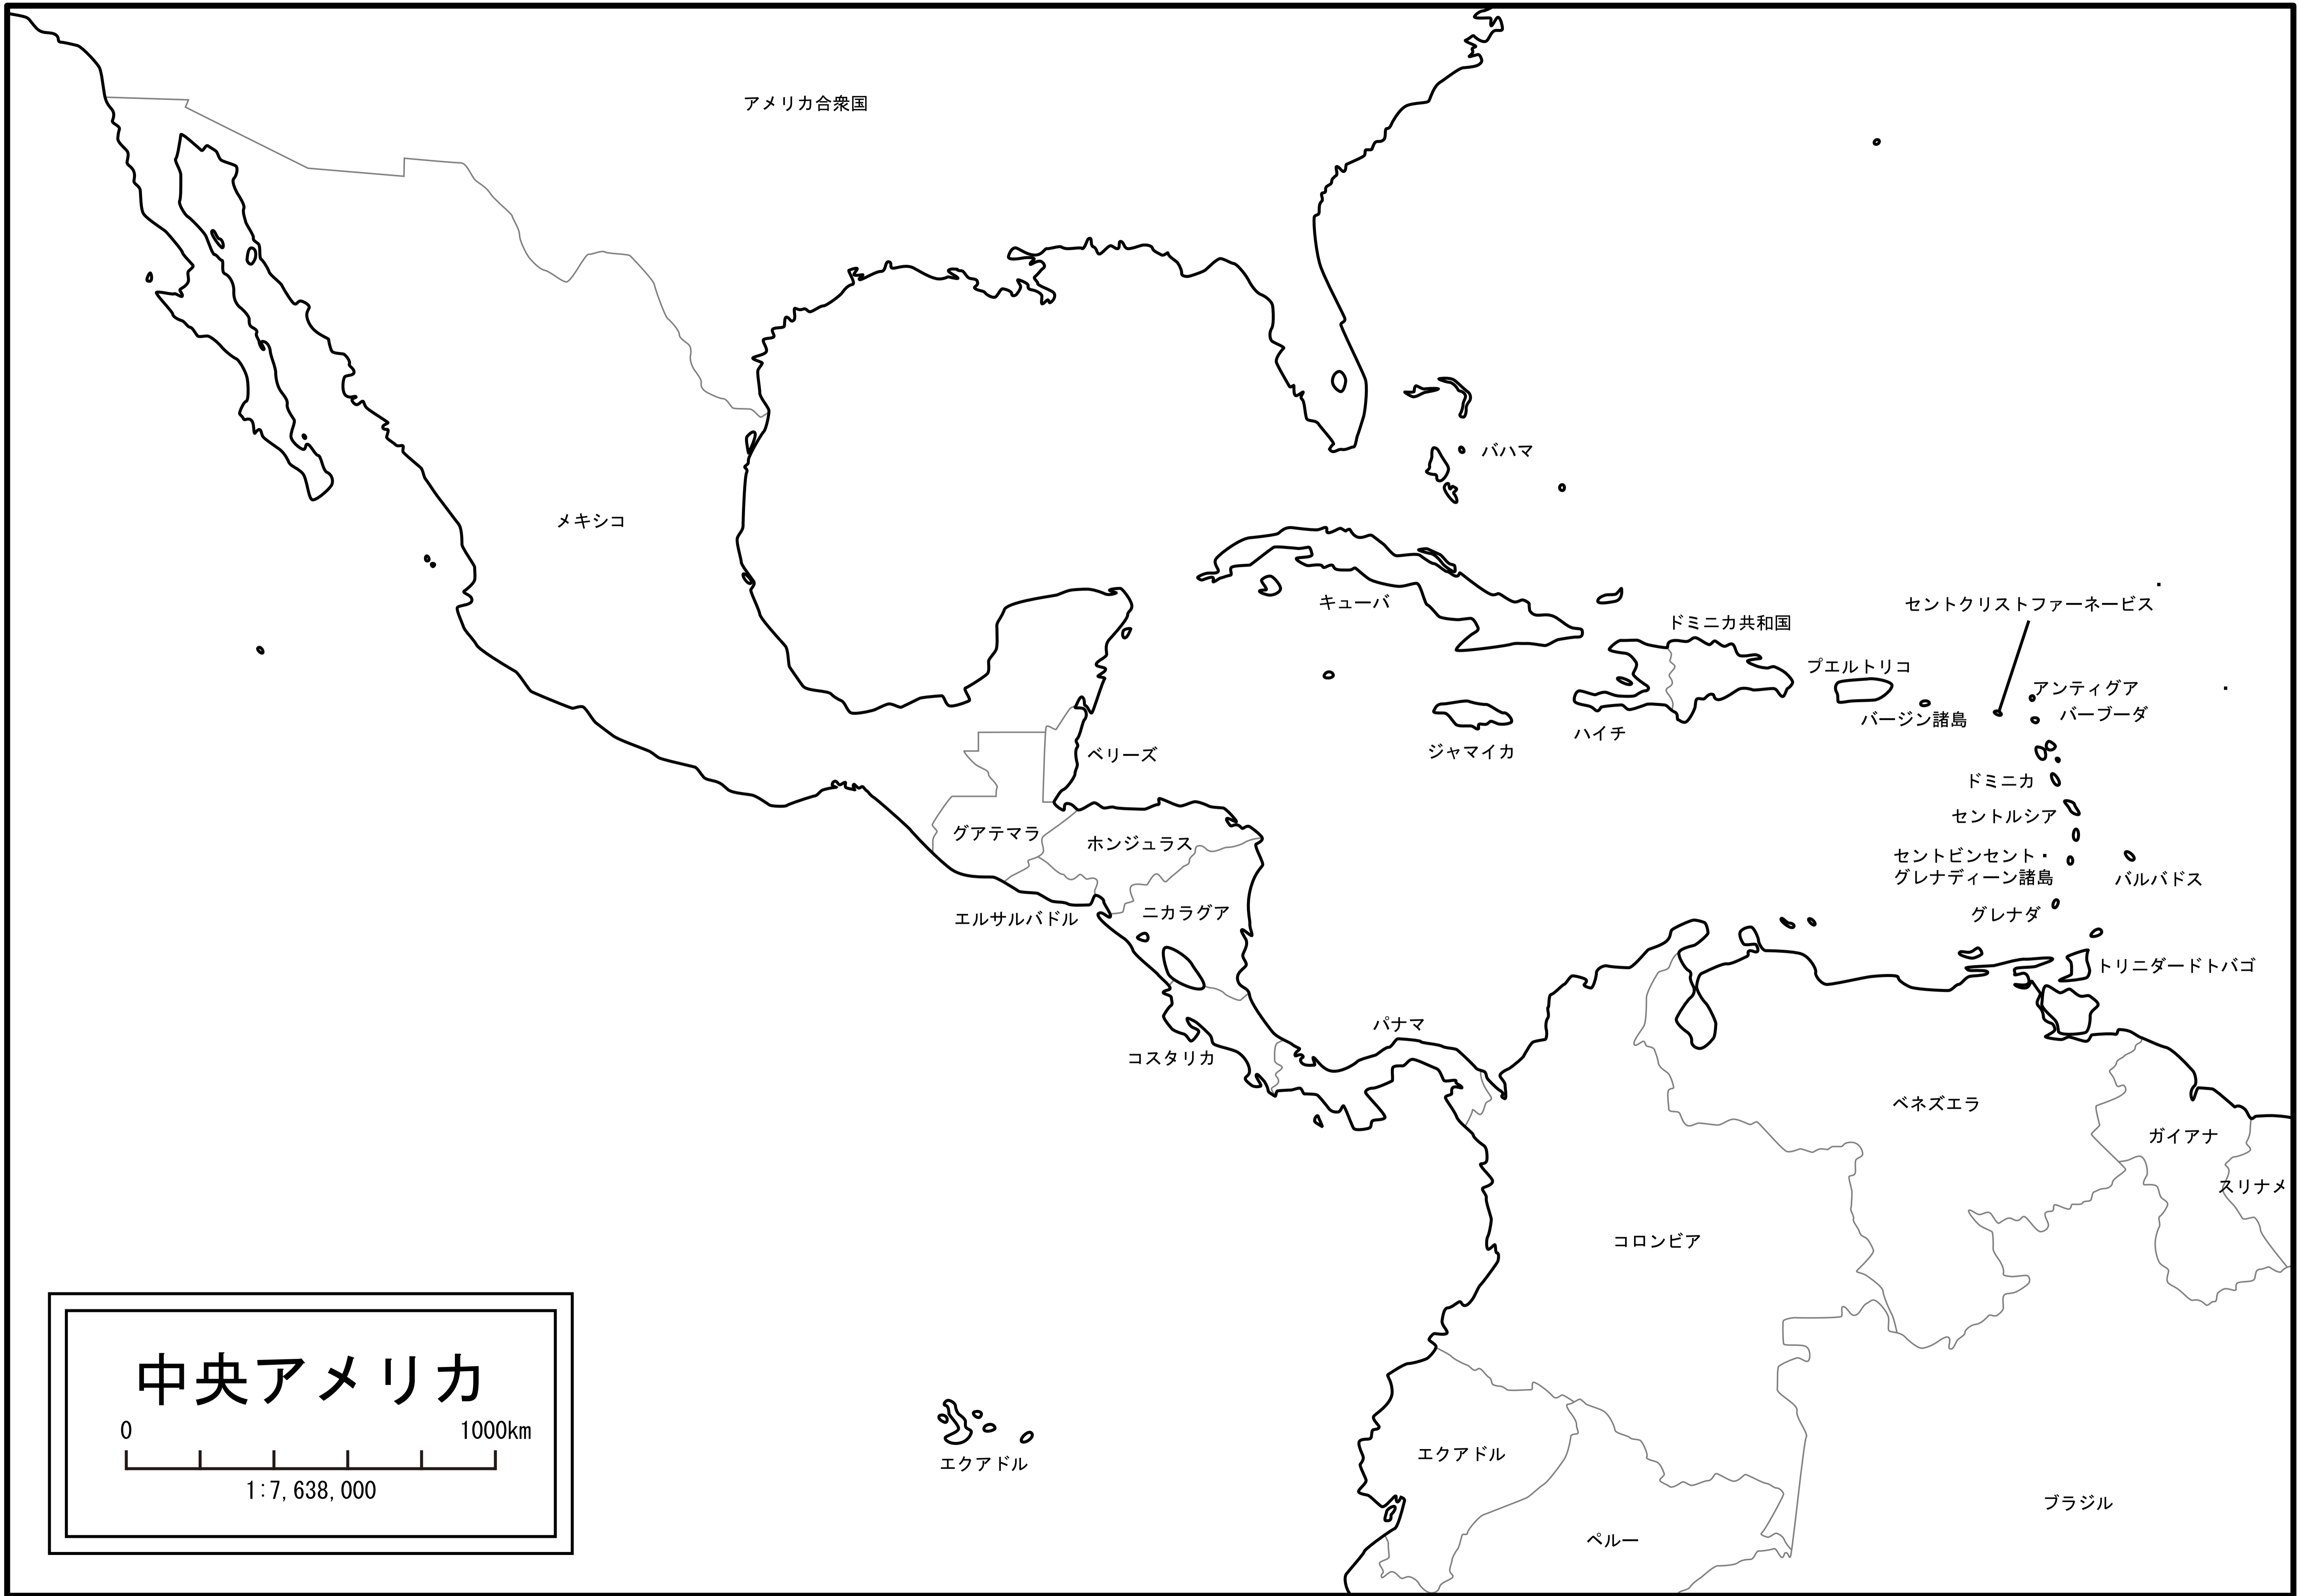 アメリカ合衆国
バハマ
メキシコ
キューバ
セントクリストファーネービス
ドミニカ共和国
プエルトリコ
アンティグア
バーブーダ
バージン諸島
ハイチ
ジャマイカ
ベリーズ
ドミニカ
セントルシア
グアテマラ
ホンジュラス
セントビンセント・
グレナディーン諸島
バルバドス
エルサルバドル
ニカラグア
グレナダ
トリニダードトバゴ
パナマ
コスタリカ
ベネズエラ
ガイアナ
スリナメ
コロンビア
エクアドル
エクアドル
ペルー
ブラジル
中央アメリカ
0 1000km
1:7,638,000